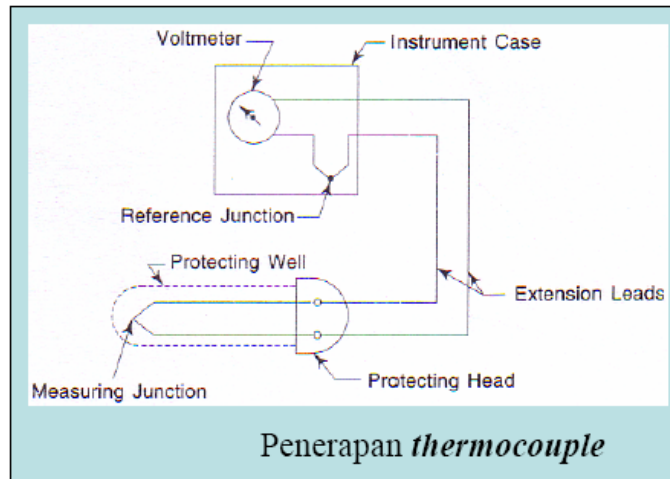 Voltmeter
Instrument Case
Reference Junction
Protecting Well
Extension Leads
Measuring Junction
Protecting Head
Penerapan thermocouple